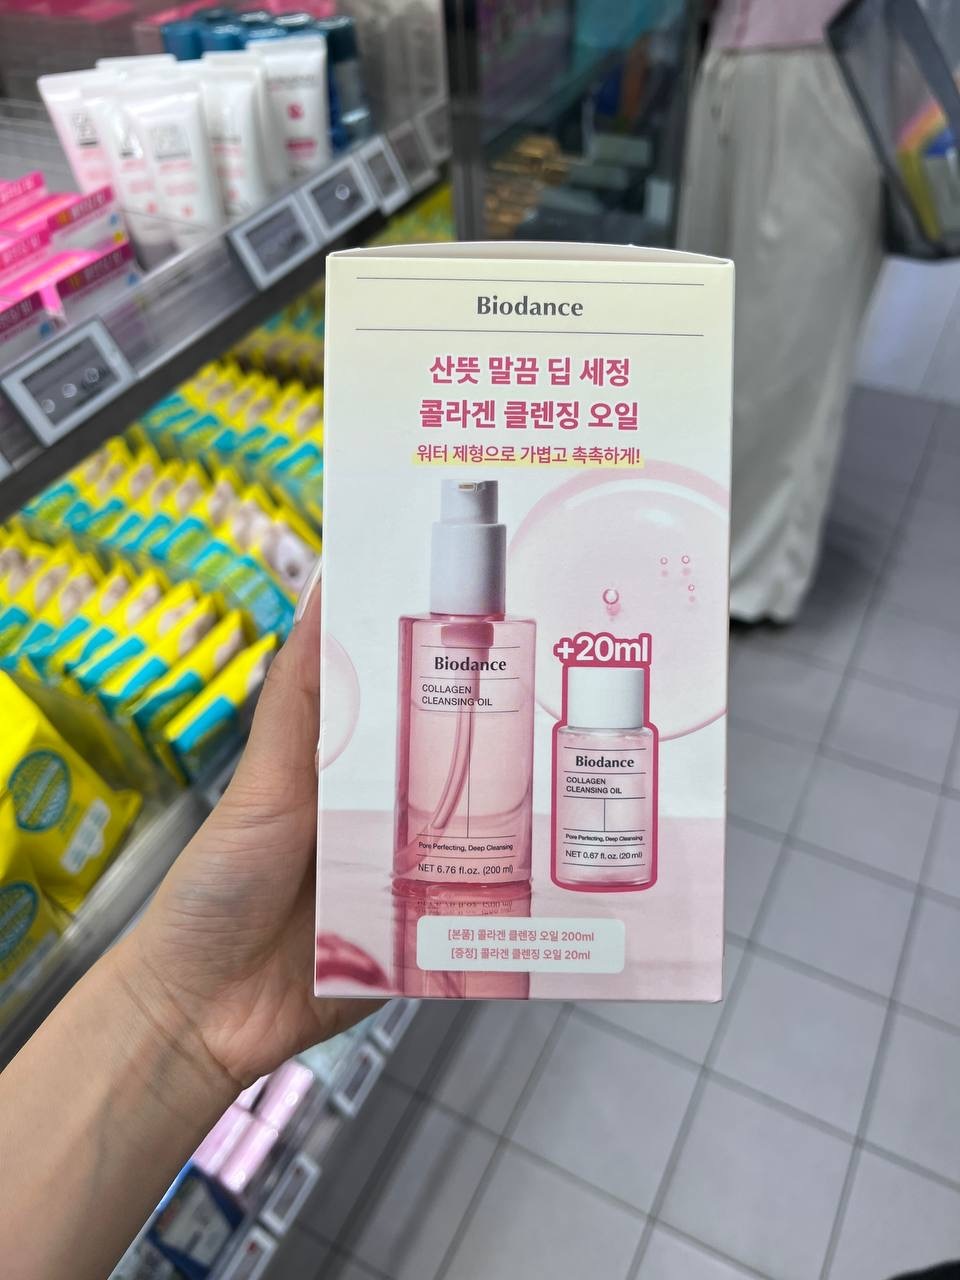 Biodance
산뜻 말끔 딥 세정
콜라겐 클렌징 오일
워터 제형으로 가볍고 촉촉하게!
Biodance
COLLAGEN
CLEANSING OIL
Pore Perfecting, Deep Cleansing
NET 6.76 fl.oz. (200 ml)
+20ml
Biodance
COLLAGEN
CLEANSING OIL
Pore Perfecting, Deep Cleansing
NET 0.67 fl. oz. (20 ml)
[본품] 콜라겐 클렌징 오일 200ml
[증정] 콜라겐 클렌징 오일 20ml